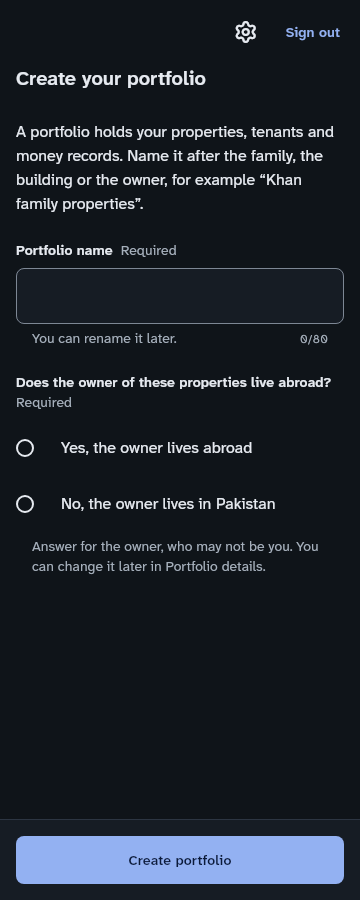 Sign out
Create your portfolio
A portfolio holds your properties, tenants and
money records. Name it after the family, the
building or the owner, for example “Khan
family properties”.
Portfolio name Required
You can rename it later. 0/80
Does the owner of these properties live abroad?
Required
Yes, the owner lives abroad
No, the owner lives in Pakistan
Answer for the owner, who may not be you. You
can change it later in Portfolio details.
Create portfolio